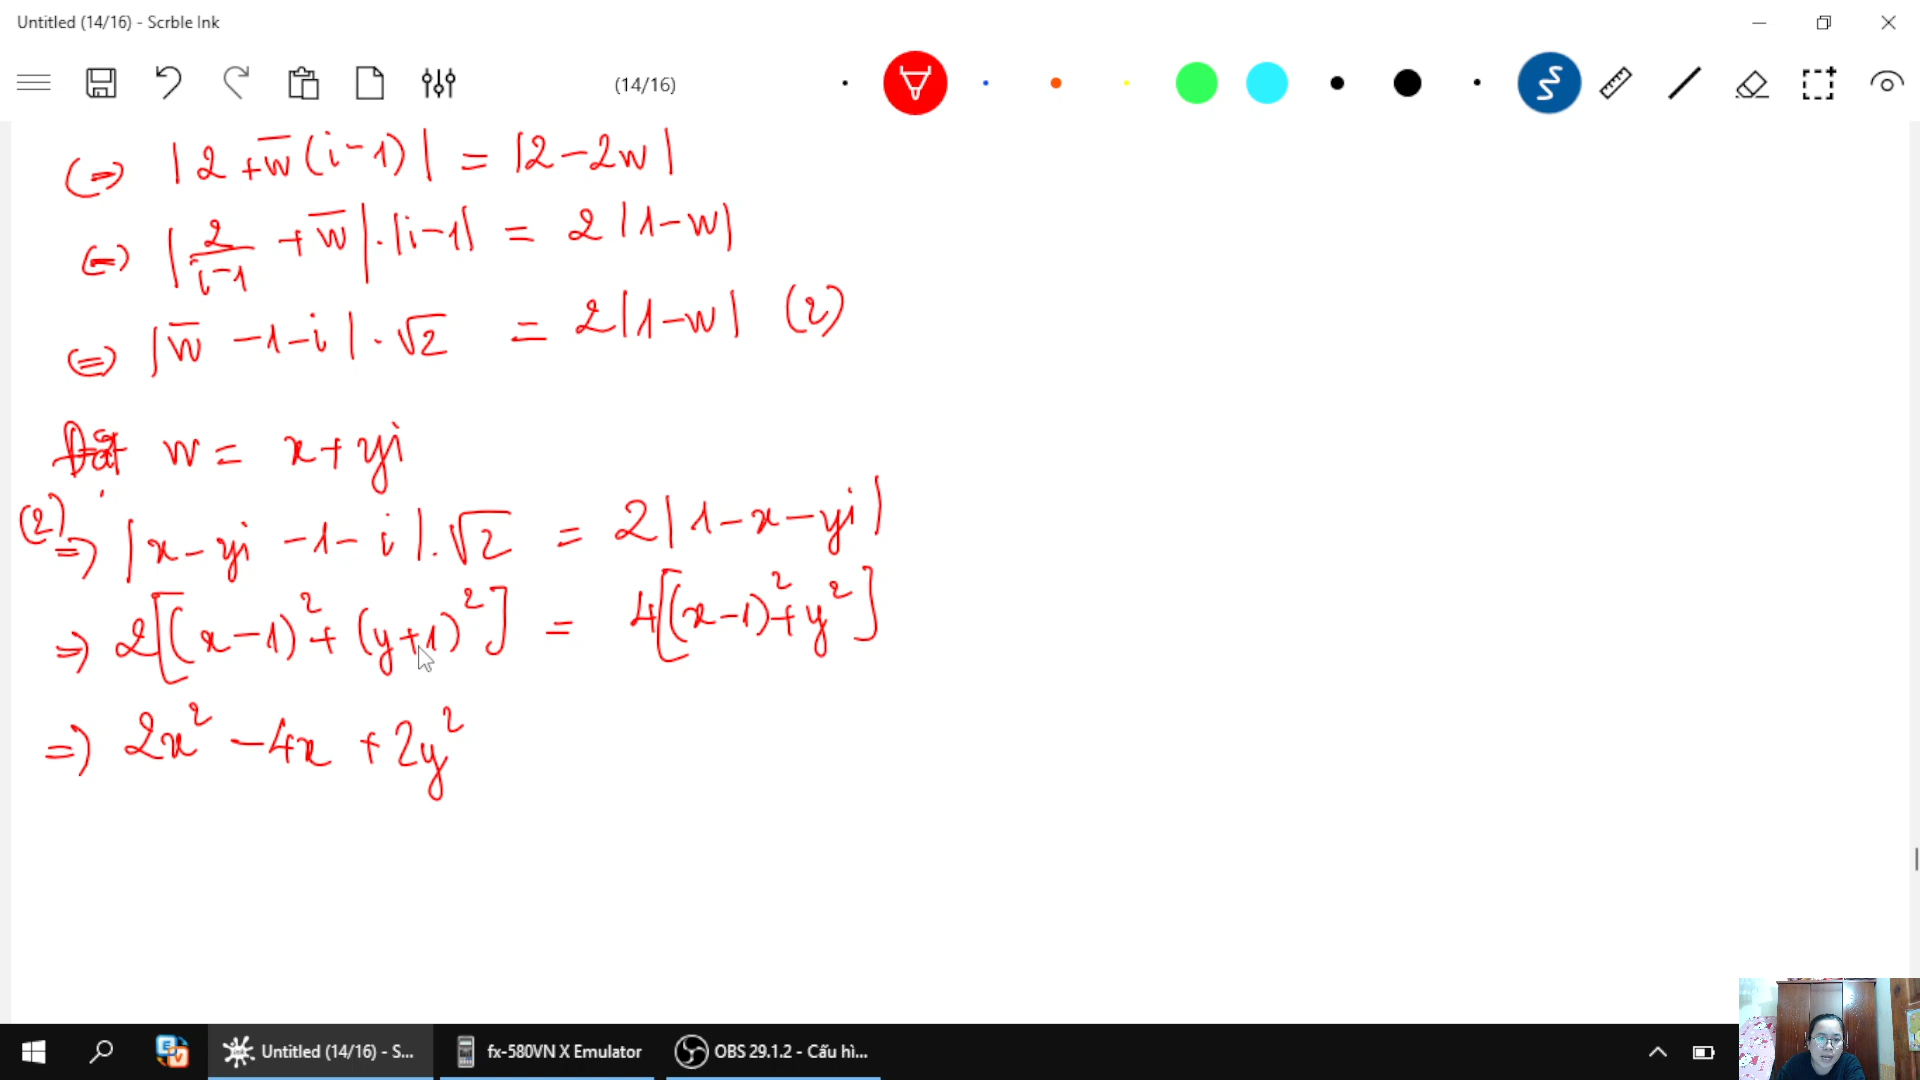 Untitled (14/16) - Scrble Ink
(14/16)
(=) |2 + w̅(i-1)| = |2-2w|
(=) |2/(i-1) + w̅|.|i-1| = 2|1-w|
(=) |w̅ -1-i|.√2 = 2|1-w| (2)
Đặt w = x + yi
(2) => |x - yi -1 - i|.√2 = 2|1-x-yi|
=> 2[(x-1)² + (y+1)²] = 4[(x-1)² + y²]
=> 2x² - 4x + 2y²
Untitled (14/16) - S...
fx-580VN X Emulator
OBS 29.1.2 - Cấu hì...